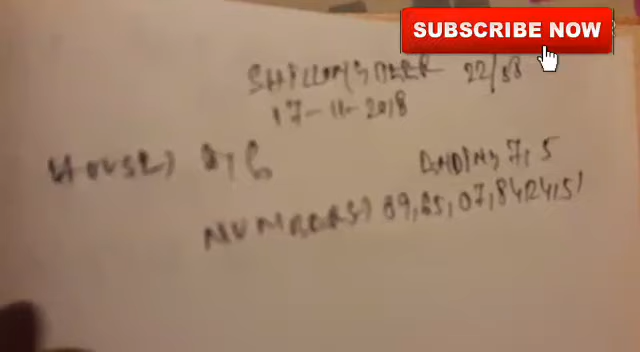 SUBSCRIBE NOW
SHILLONG TEER 22/58
17-11-2018
HOUSE) 8, 6 ENDING 7, 5
NUMBERS) 89, 65, 07, 84, 24, 51